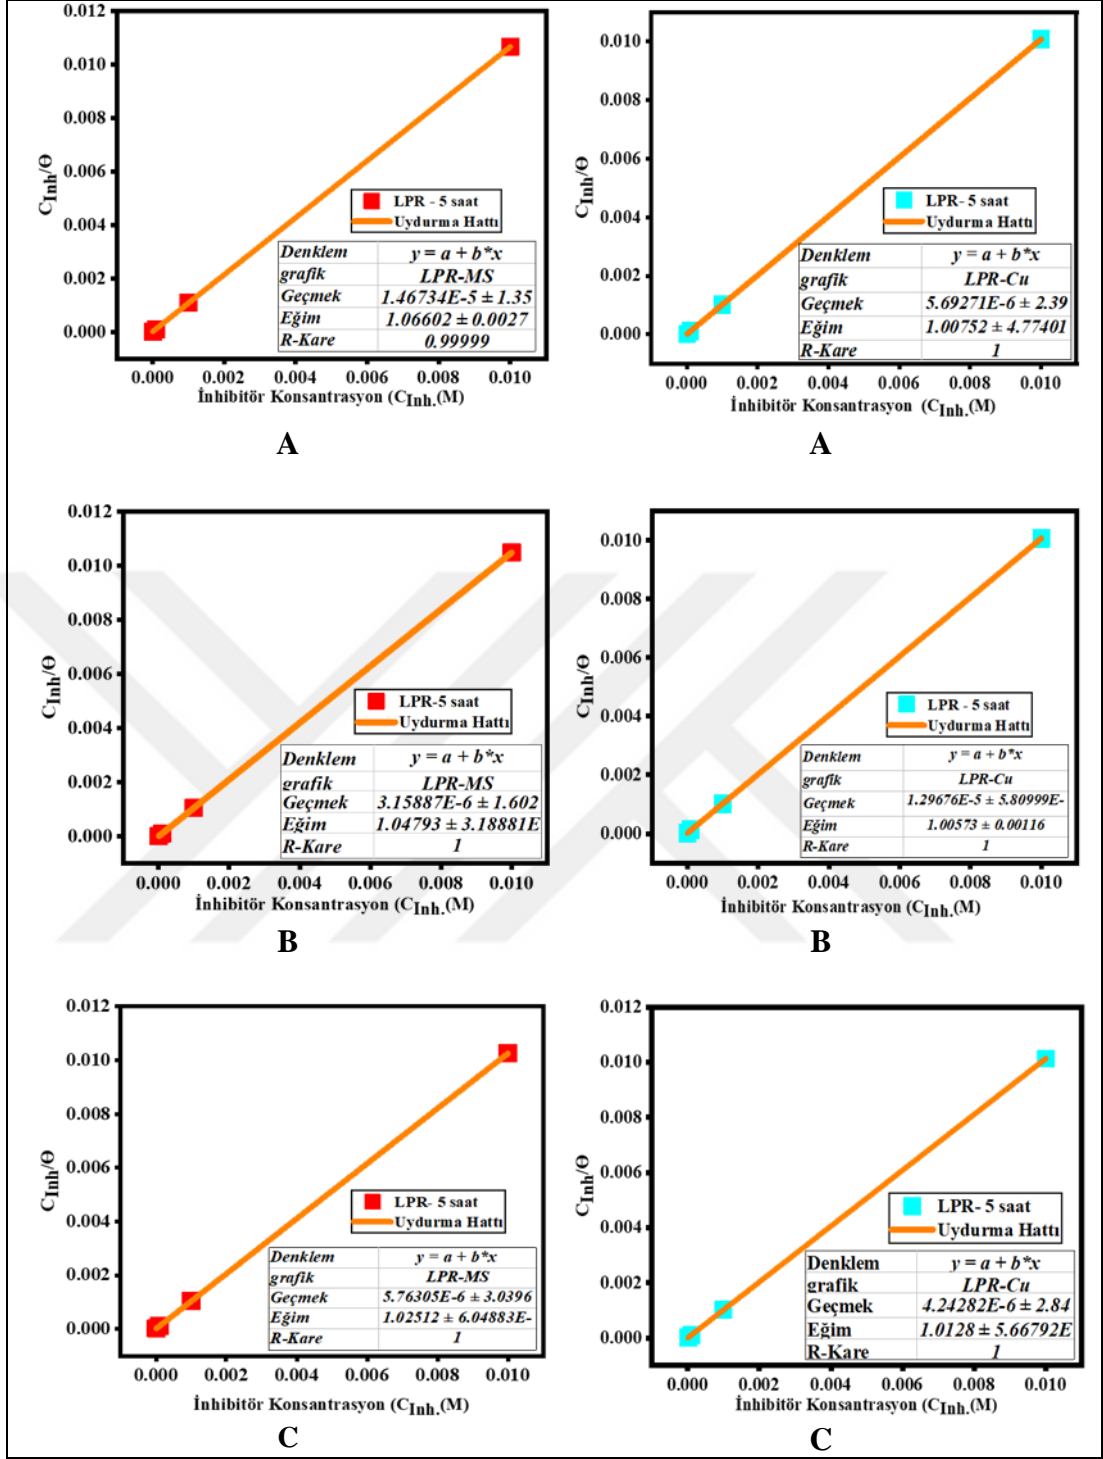 0.012
0.010
0.008
0.006
0.004
0.002
0.000
C_Inh/Θ
LPR - 5 saat
Uydurma Hattı
Denklem y = a + b*x
grafik LPR-MS
Geçmek 1.46734E-5 ± 1.35
Eğim 1.06602 ± 0.0027
R-Kare 0.99999
0.000 0.002 0.004 0.006 0.008 0.010
İnhibitör Konsantrasyon (C_Inh.(M)
A
0.010
0.008
0.006
0.004
0.002
0.000
C_Inh/Θ
LPR- 5 saat
Uydurma Hattı
Denklem y = a + b*x
grafik LPR-Cu
Geçmek 5.69271E-6 ± 2.39
Eğim 1.00752 ± 4.77401
R-Kare 1
0.000 0.002 0.004 0.006 0.008 0.010
İnhibitör Konsantrasyon (C_Inh.(M)
A
0.012
0.010
0.008
0.006
0.004
0.002
0.000
C_Inh/Θ
LPR-5 saat
Uydurma Hattı
Denklem y = a + b*x
grafik LPR-MS
Geçmek 3.15887E-6 ± 1.602
Eğim 1.04793 ± 3.18881E
R-Kare 1
0.000 0.002 0.004 0.006 0.008 0.010
İnhibitör Konsantrasyon (C_Inh.(M)
B
0.010
0.008
0.006
0.004
0.002
0.000
C_Inh/Θ
LPR - 5 saat
Uydurma Hattı
Denklem y = a + b*x
grafik LPR-Cu
Geçmek 1.29676E-5 ± 5.80999E-
Eğim 1.00573 ± 0.00116
R-Kare 1
0.000 0.002 0.004 0.006 0.008 0.010
İnhibitör Konsantrasyon (C_Inh.(M)
B
0.012
0.010
0.008
0.006
0.004
0.002
0.000
C_Inh/Θ
LPR- 5 saat
Uydurma Hattı
Denklem y = a + b*x
grafik LPR-MS
Geçmek 5.76305E-6 ± 3.0396
Eğim 1.02512 ± 6.04883E-
R-Kare 1
0.000 0.002 0.004 0.006 0.008 0.010
İnhibitör Konsantrasyon (C_Inh.(M)
C
0.012
0.010
0.008
0.006
0.004
0.002
0.000
C_Inh/Θ
LPR- 5 saat
Uydurma Hattı
Denklem y = a + b*x
grafik LPR-Cu
Geçmek 4.24282E-6 ± 2.84
Eğim 1.0128 ± 5.66792E
R-Kare 1
0.000 0.002 0.004 0.006 0.008 0.010
İnhibitör Konsantrasyon (C_Inh.(M)
C